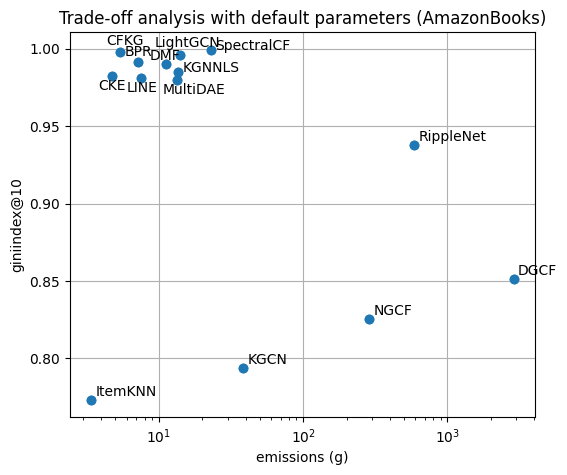 Trade-off analysis with default parameters (AmazonBooks)
1.00
0.95
0.90
0.85
0.80
giniindex@10
CFKG
LightGCN
SpectralCF
BPR
DMF
KGNNLS
CKE
LINE
MultiDAE
RippleNet
DGCF
NGCF
KGCN
ItemKNN
10¹
10²
10³
emissions (g)